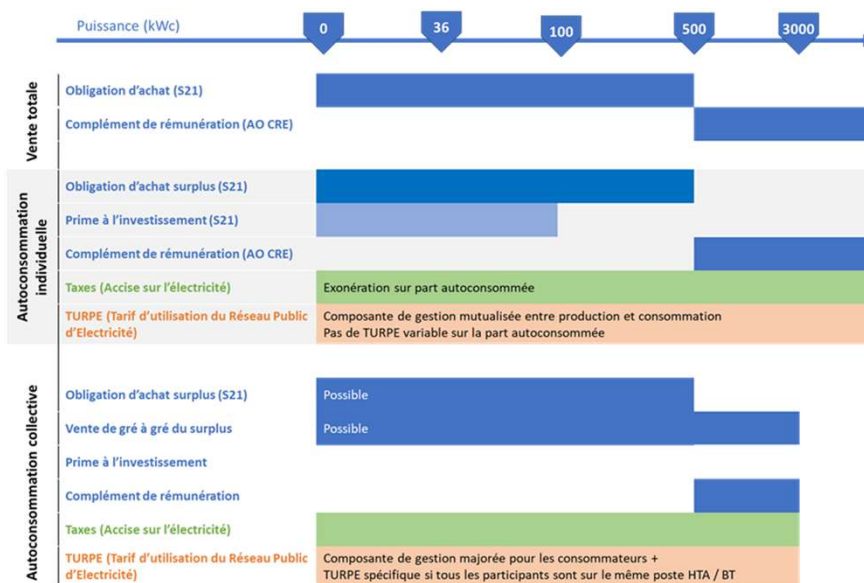 Puissance (kWc) 0 36 100 500 3000
Vente totale
Obligation d'achat (S21)
Complément de rémunération (AO CRE)
Autoconsommation
individuelle
Obligation d'achat surplus (S21)
Prime à l'investissement (S21)
Complément de rémunération (AO CRE)
Taxes (Accise sur l'électricité) Exonération sur part autoconsommée
TURPE (Tarif d'utilisation du Réseau Public Composante de gestion mutualisée entre production et consommation
d'Electricité) Pas de TURPE variable sur la part autoconsommée
Autoconsommation collective
Obligation d'achat surplus (S21) Possible
Vente de gré à gré du surplus Possible
Prime à l'investissement
Complément de rémunération
Taxes (Accise sur l'électricité)
TURPE (Tarif d'utilisation du Réseau Public Composante de gestion majorée pour les consommateurs +
d'Electricité) TURPE spécifique si tous les participants sont sur le même poste HTA / BT